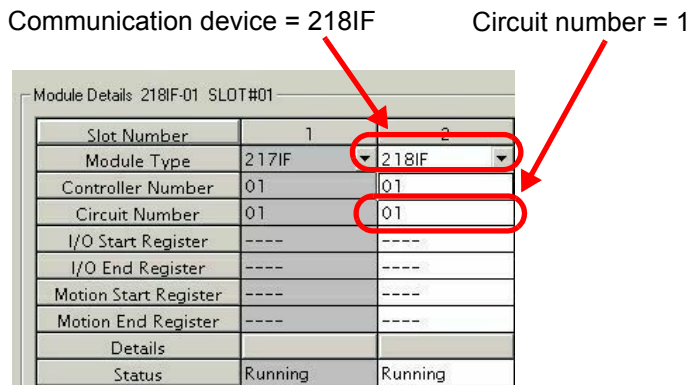 Communication device = 218IF Circuit number = 1
Module Details 218IF-01 SLOT#01
Slot Number 1 2
Module Type 217IF 218IF
Controller Number 01 01
Circuit Number 01 01
I/O Start Register ---- ----
I/O End Register ---- ----
Motion Start Register ---- ----
Motion End Register ---- ----
Details
Status Running Running